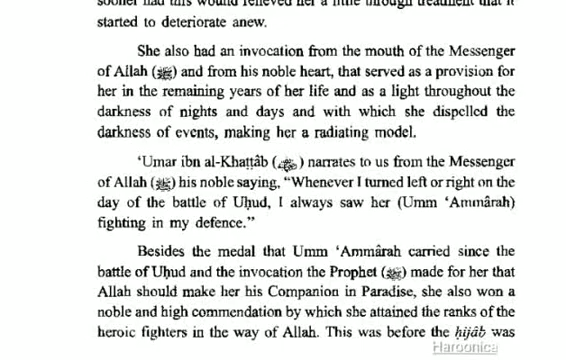 sooner had this would relieved her a little through treatment that it
started to deteriorate anew.
She also had an invocation from the mouth of the Messenger
of Allah (ﷺ) and from his noble heart, that served as a provision for
her in the remaining years of her life and as a light throughout the
darkness of nights and days and with which she dispelled the
darkness of events, making her a radiating model.
‘Umar ibn al-Khaṭṭâb () narrates to us from the Messenger
of Allah (ﷺ) his noble saying, “Whenever I turned left or right on the
day of the battle of Uḥud, I always saw her (Umm ‘Ammârah)
fighting in my defence.”
Besides the medal that Umm ‘Ammârah carried since the
battle of Uḥud and the invocation the Prophet (ﷺ) made for her that
Allah should make her his Companion in Paradise, she also won a
noble and high commendation by which she attained the ranks of the
heroic fighters in the way of Allah. This was before the ḥijâb was
Haroonica